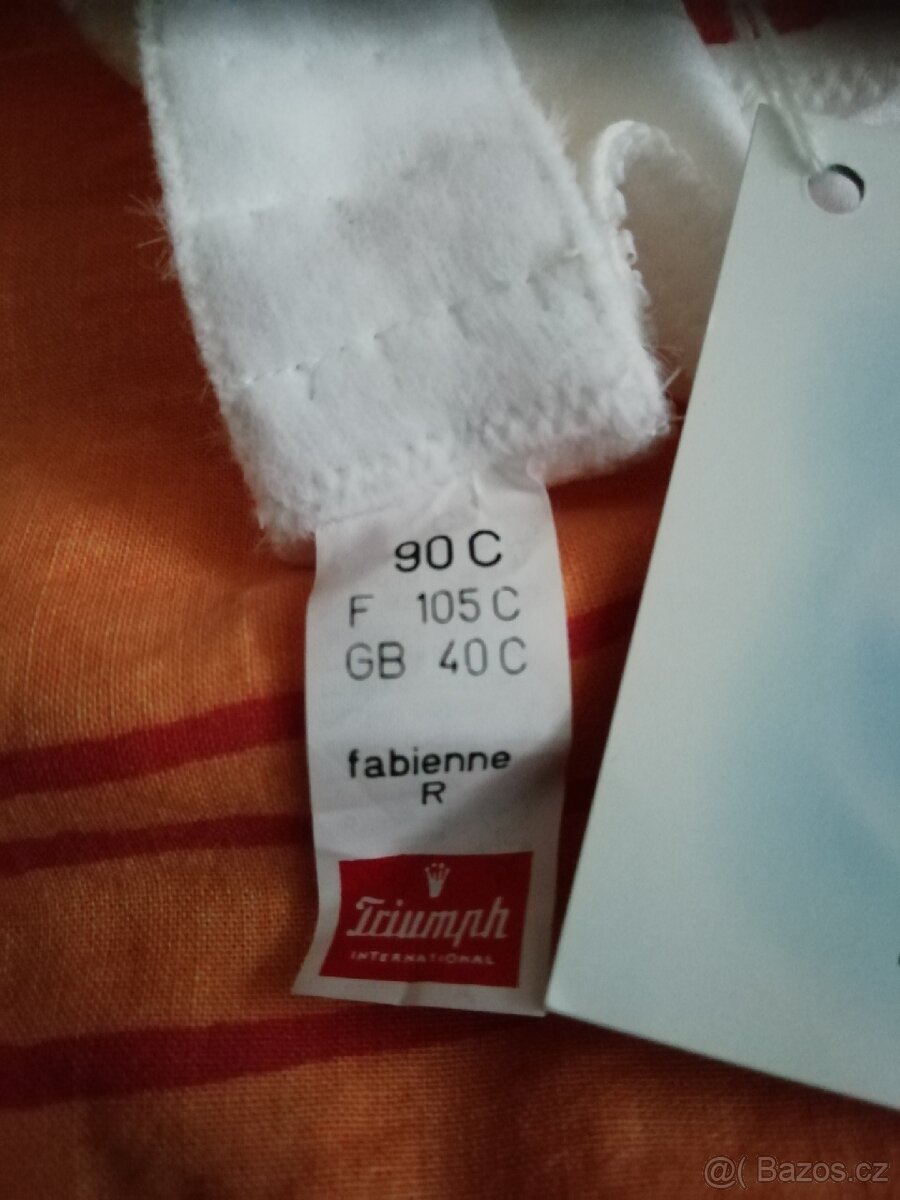 90 C
F 105 C
GB 40 C
fabienne
R
Triumph
INTERNATIONAL
@( Bazos.cz